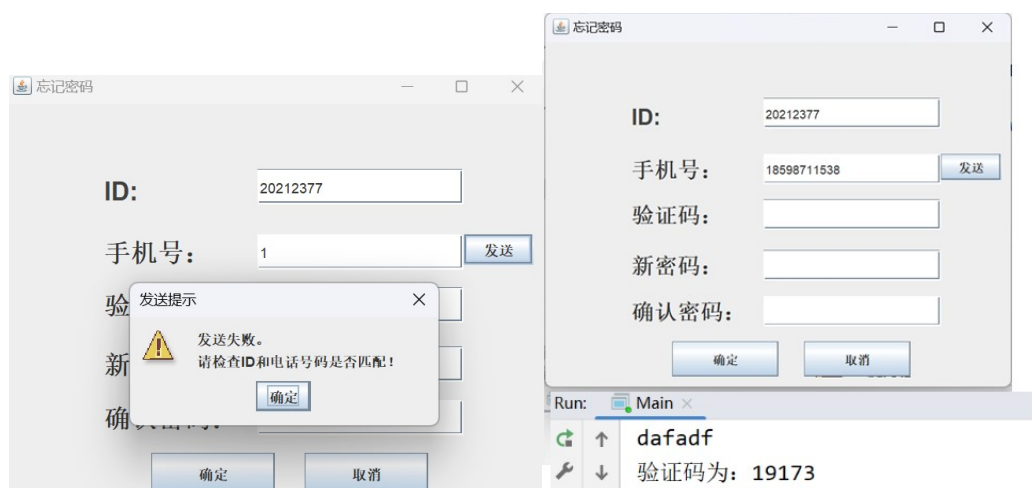 忘记密码
ID:
20212377
手机号：
1
发送
发送提示
发送失败。
请检查ID和电话号码是否匹配！
确定
验
新
确
确定
取消
忘记密码
ID:
20212377
手机号：
18598711538
发送
验证码：
新密码：
确认密码：
确定
取消
Run:
Main
dafadf
验证码为：19173